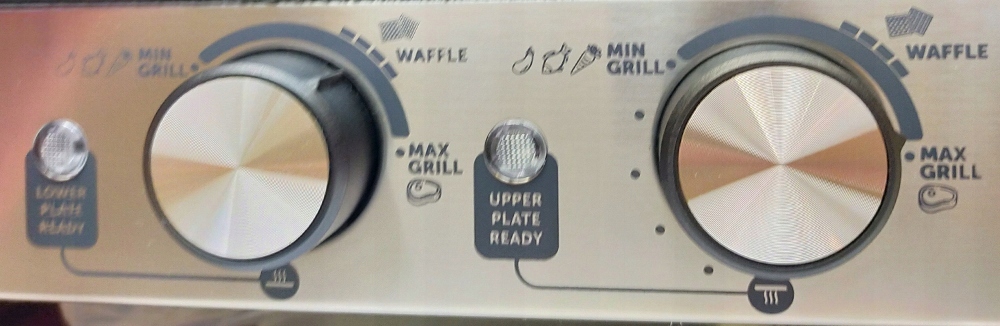 MIN
GRILL
WAFFLE
MAX
GRILL
LOWER
PLATE
READY
MIN
GRILL
WAFFLE
MAX
GRILL
UPPER
PLATE
READY